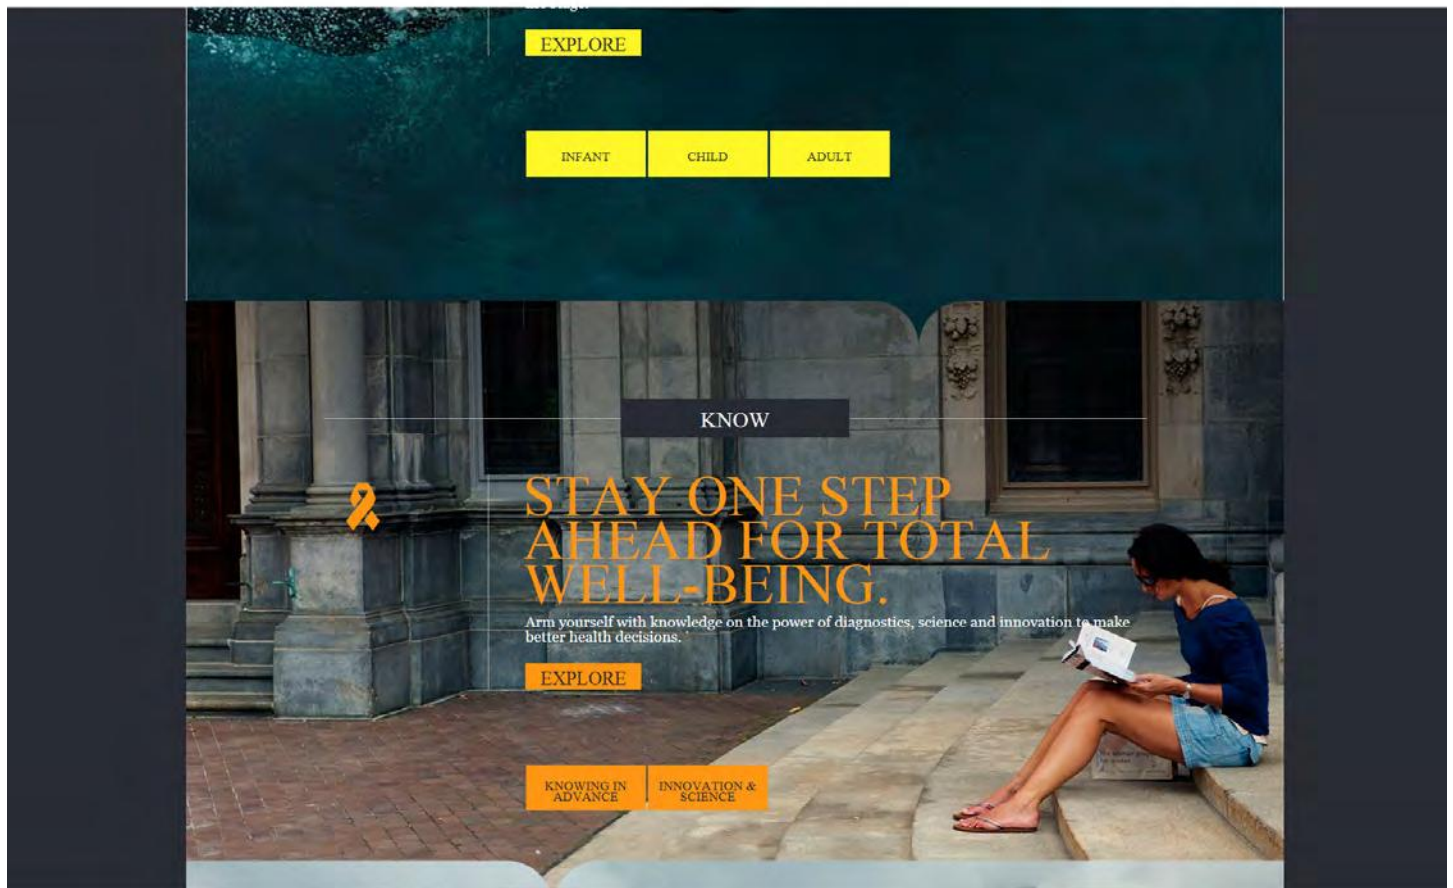 EXPLORE
INFANT
CHILD
ADULT
KNOW
STAY ONE STEP
AHEAD FOR TOTAL
WELL-BEING.
Arm yourself with knowledge on the power of diagnostics, science and innovation to make
better health decisions.
EXPLORE
KNOWING IN
ADVANCE
INNOVATION &
SCIENCE